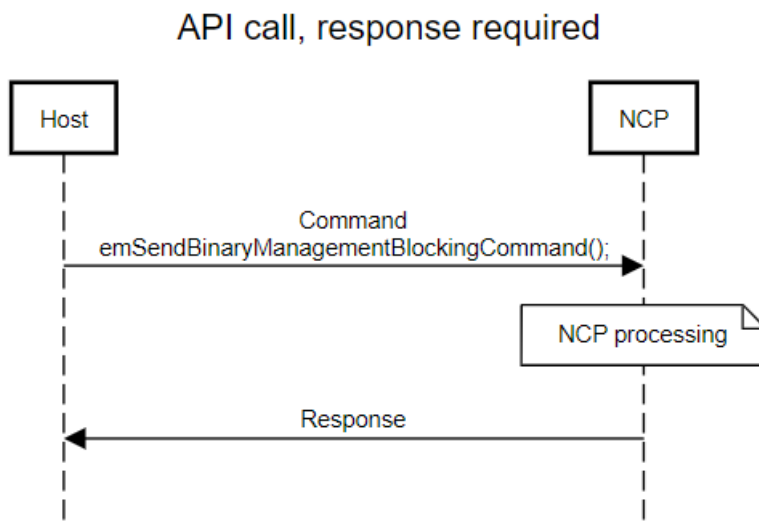 API call, response required
Host
NCP
Command
emSendBinaryManagementBlockingCommand();
NCP processing
Response